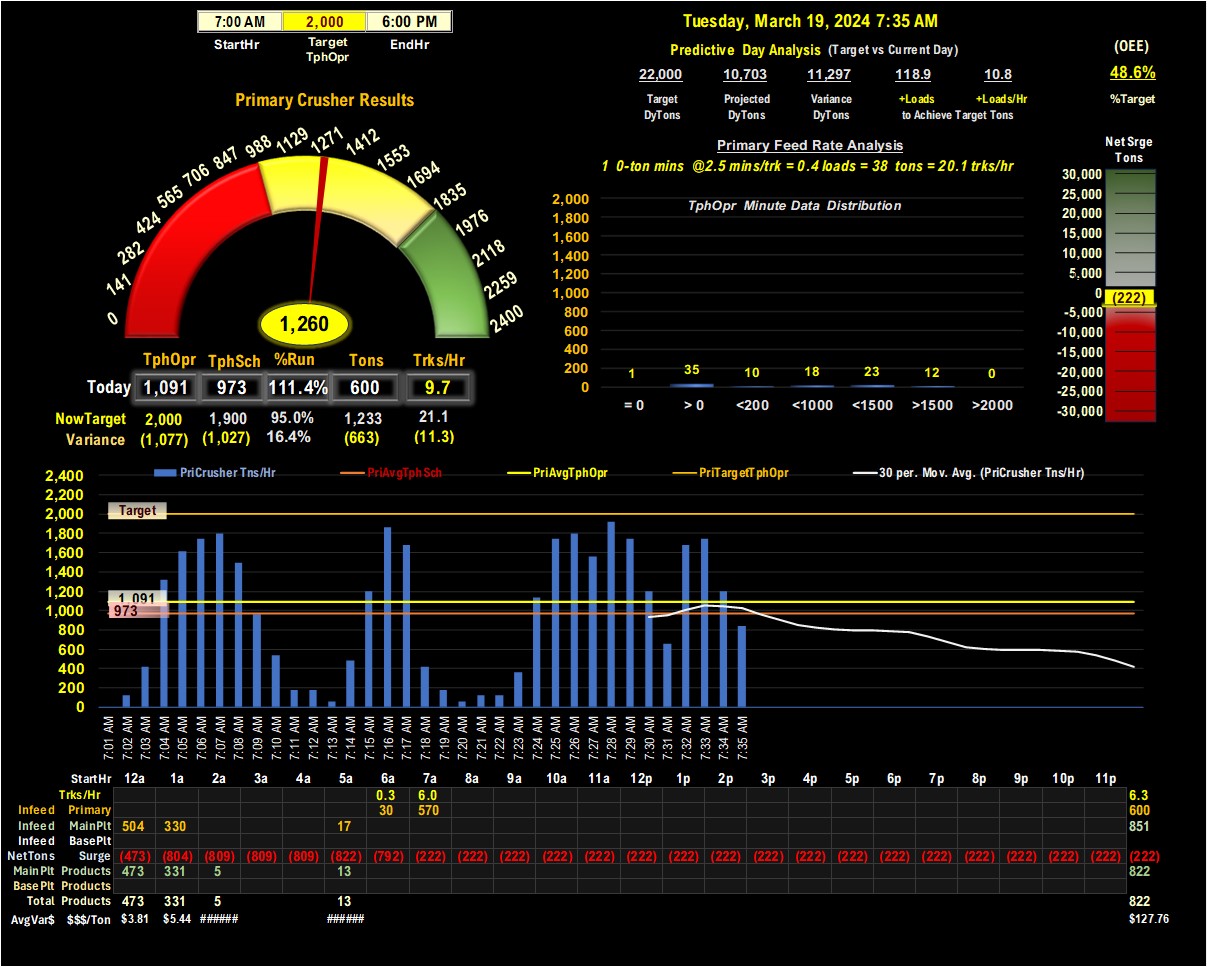 7:00 AM 2,000 6:00 PM
StartHr Target TphOpr EndHr
Tuesday, March 19, 2024 7:35 AM
Predictive Day Analysis (Target vs Current Day)
(OEE)
22,000 10,703 11,297 118.9 10.8
48.6%
Target DyTons Projected DyTons Variance DyTons +Loads +Loads/Hr to Achieve Target Tons
%Target
Primary Crusher Results
0 141 282 424 565 706 847 988 1129 1271 1412 1553 1694 1835 1976 2118 2259 2400
1,260
TphOpr TphSch %Run Tons Trks/Hr
Today 1,091 973 111.4% 600 9.7
NowTarget 2,000 1,900 95.0% 1,233 21.1
Variance (1,077) (1,027) 16.4% (663) (11.3)
Primary Feed Rate Analysis
1 0-ton mins @2.5 mins/trk = 0.4 loads = 38 tons = 20.1 trks/hr
TphOpr Minute Data Distribution
2,000
1,800
1,600
1,400
1,200
1,000
800
600
400
200
0
1 35 10 18 23 12 0
= 0 > 0 <200 <1000 <1500 >1500 >2000
Net Srge
Tons
30,000
25,000
20,000
15,000
10,000
5,000
0
(222)
-5,000
-10,000
-15,000
-20,000
-25,000
-30,000
PriCrusher Tns/Hr PriAvgTphSch PriAvgTphOpr PriTargetTphOpr 30 per. Mov. Avg. (PriCrusher Tns/Hr)
2,400
2,200
2,000
1,800
1,600
1,400
1,200
1,000
800
600
400
200
0
Target
1,091
973
7:01 AM 7:02 AM 7:03 AM 7:04 AM 7:05 AM 7:06 AM 7:07 AM 7:08 AM 7:09 AM 7:10 AM 7:11 AM 7:12 AM 7:13 AM 7:14 AM 7:15 AM 7:16 AM 7:17 AM 7:18 AM 7:19 AM 7:20 AM 7:21 AM 7:22 AM 7:23 AM 7:24 AM 7:25 AM 7:26 AM 7:27 AM 7:28 AM 7:29 AM 7:30 AM 7:31 AM 7:32 AM 7:33 AM 7:34 AM 7:35 AM
StartHr 12a 1a 2a 3a 4a 5a 6a 7a 8a 9a 10a 11a 12p 1p 2p 3p 4p 5p 6p 7p 8p 9p 10p 11p
Trks/Hr 0.3 6.0 6.3
Infeed Primary 30 570 600
Infeed MainPlt 504 330 17 851
Infeed BasePlt
NetTons Surge (473) (804) (809) (809) (809) (822) (792) (222) (222) (222) (222) (222) (222) (222) (222) (222) (222) (222) (222) (222) (222) (222) (222) (222) (222)
MainPlt Products 473 331 5 13 822
BasePlt Products
Total Products 473 331 5 13 822
AvgVar$ $$$/Ton $3.81 $5.44 ###### ###### $127.76